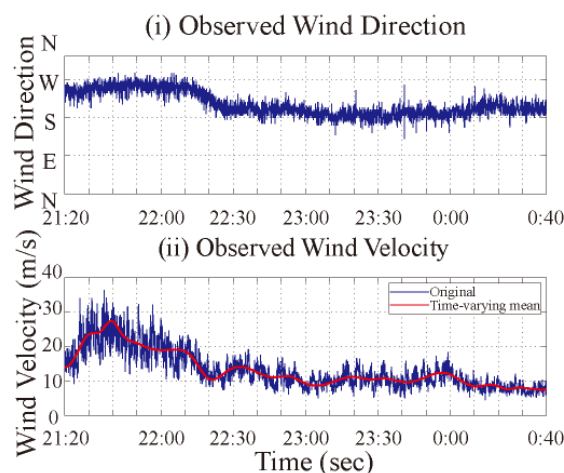 (i) Observed Wind Direction
Wind Direction
N
W
S
E
N
21:20 22:00 22:30 23:00 23:30 0:00 0:40
(ii) Observed Wind Velocity
Wind Velocity (m/s)
40
30
20
10
0
Original
Time-varying mean
21:20 22:00 22:30 23:00 23:30 0:00 0:40
Time (sec)